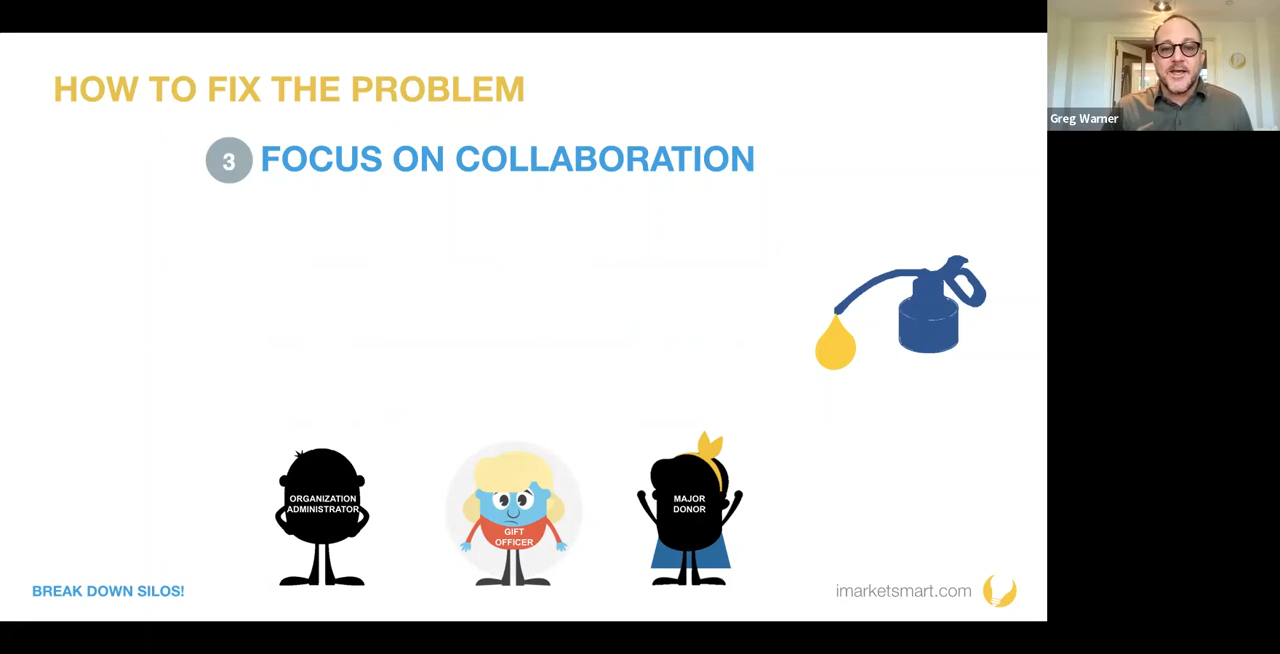 HOW TO FIX THE PROBLEM
3 FOCUS ON COLLABORATION
Greg Warner
ORGANIZATION
ADMINISTRATOR
GIFT
OFFICER
MAJOR
DONOR
BREAK DOWN SILOS!
imarketsmart.com